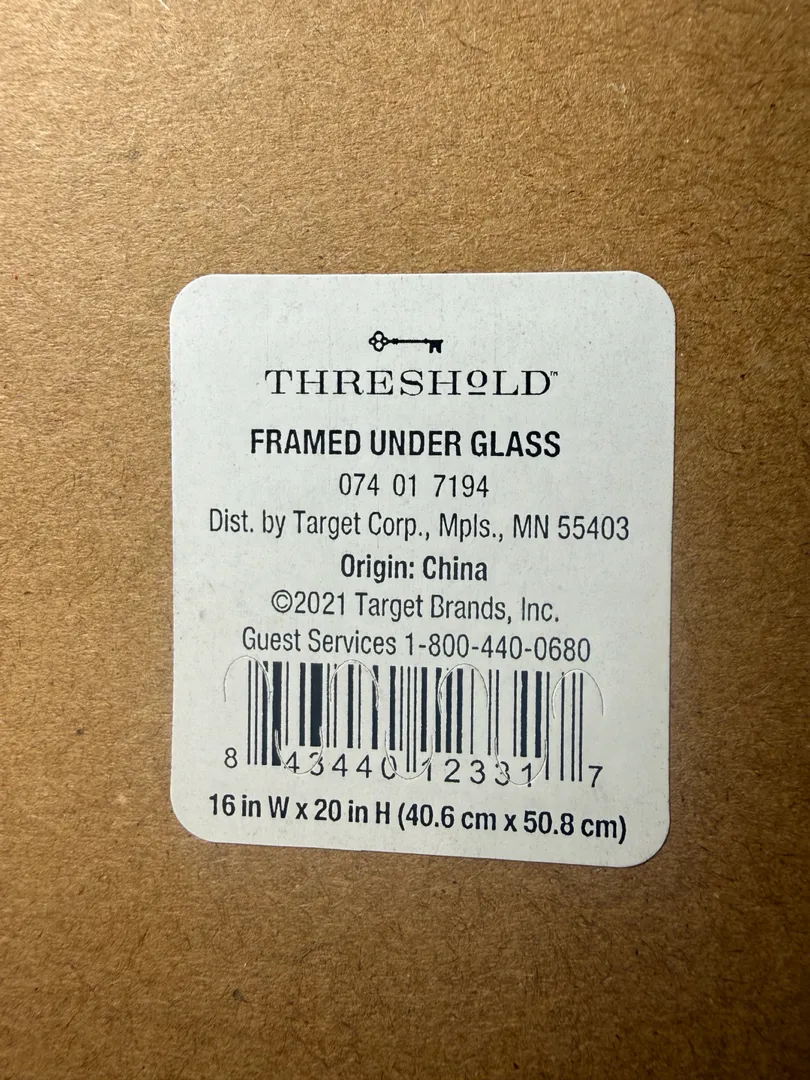 THRESHOLD™
FRAMED UNDER GLASS
074 01 7194
Dist. by Target Corp., Mpls., MN 55403
Origin: China
©2021 Target Brands, Inc.
Guest Services 1-800-440-0680
8 43440 12331 7
16 in W x 20 in H (40.6 cm x 50.8 cm)